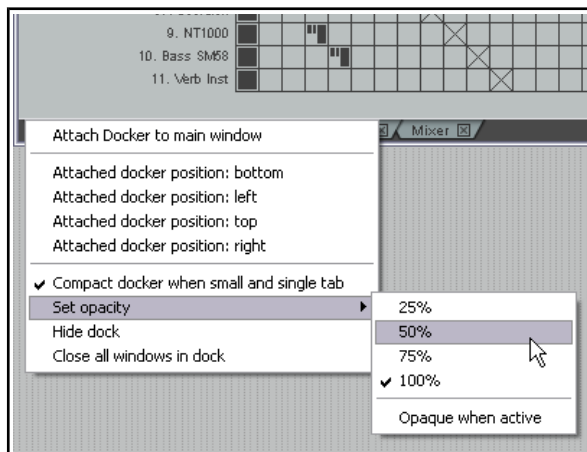 9. NT1000
10. Bass SM58
11. Verb Inst
Mixer
Attach Docker to main window
Attached docker position: bottom
Attached docker position: left
Attached docker position: top
Attached docker position: right
Compact docker when small and single tab
Set opacity
Hide dock
Close all windows in dock
25%
50%
75%
100%
Opaque when active